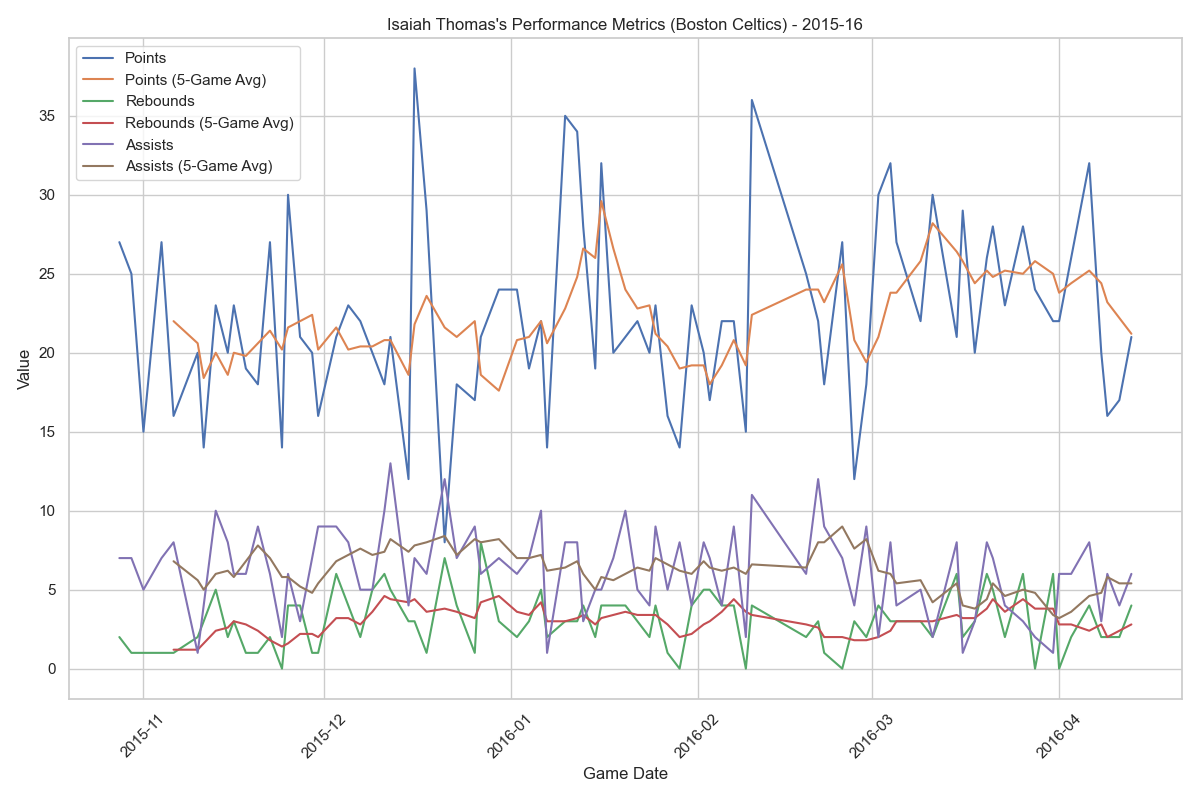 Isaiah Thomas's Performance Metrics (Boston Celtics) - 2015-16
Points
Points (5-Game Avg)
Rebounds
Rebounds (5-Game Avg)
Assists
Assists (5-Game Avg)
Value
35
30
25
20
15
10
5
0
2015-11
2015-12
2016-01
2016-02
2016-03
2016-04
Game Date